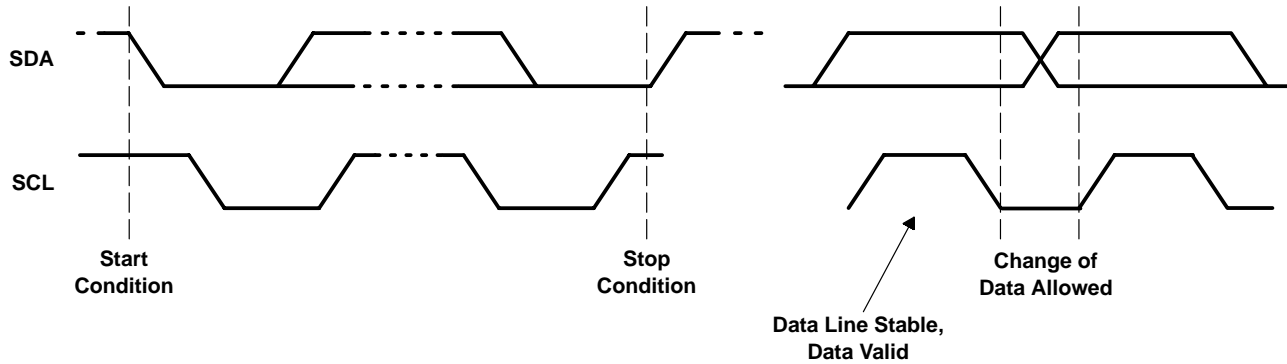 SDA
SCL
Start
Condition
Stop
Condition
Change of
Data Allowed
Data Line Stable,
Data Valid